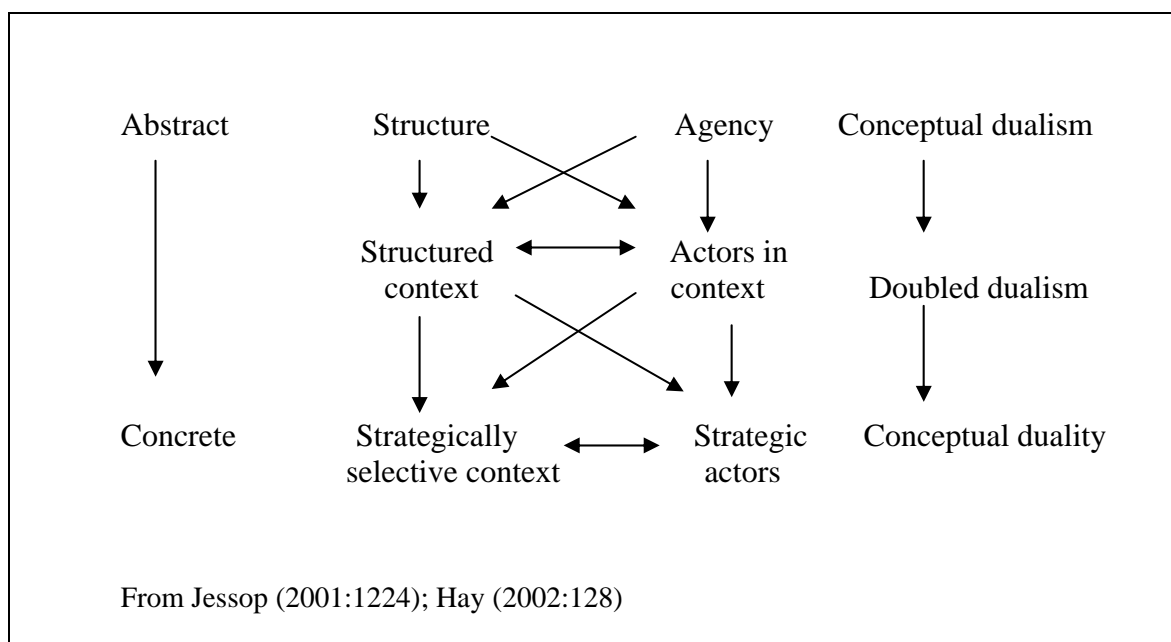 Abstract Structure Agency Conceptual dualism
Structured Actors in
context context Doubled dualism
Concrete Strategically Strategic Conceptual duality
selective context actors
From Jessop (2001:1224); Hay (2002:128)